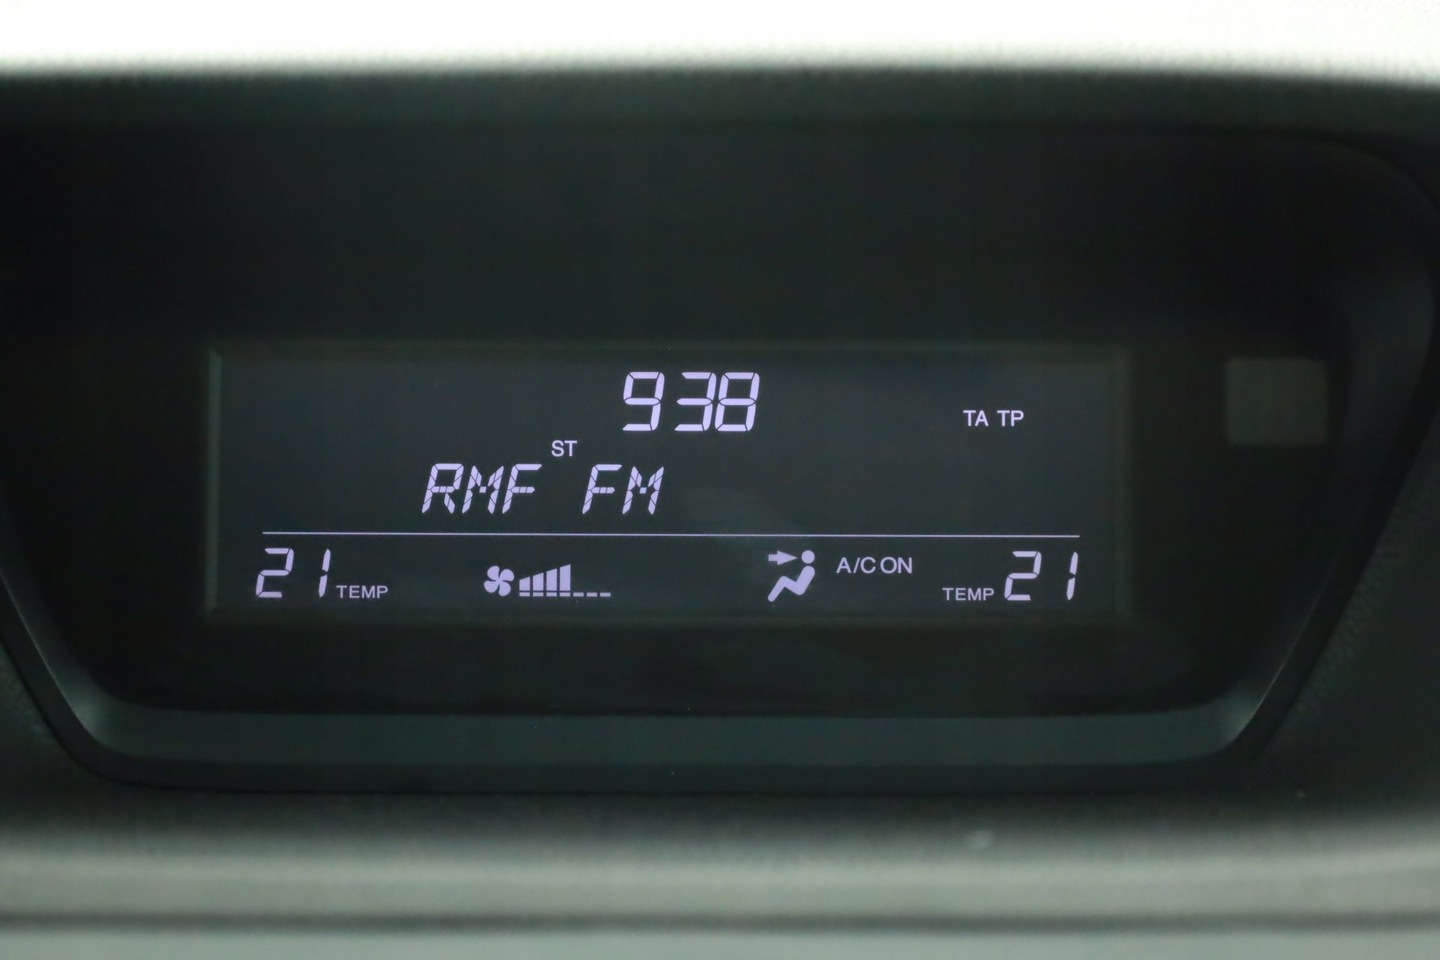 938
TA TP
ST
RMF FM
21 TEMP
A/C ON
TEMP 21